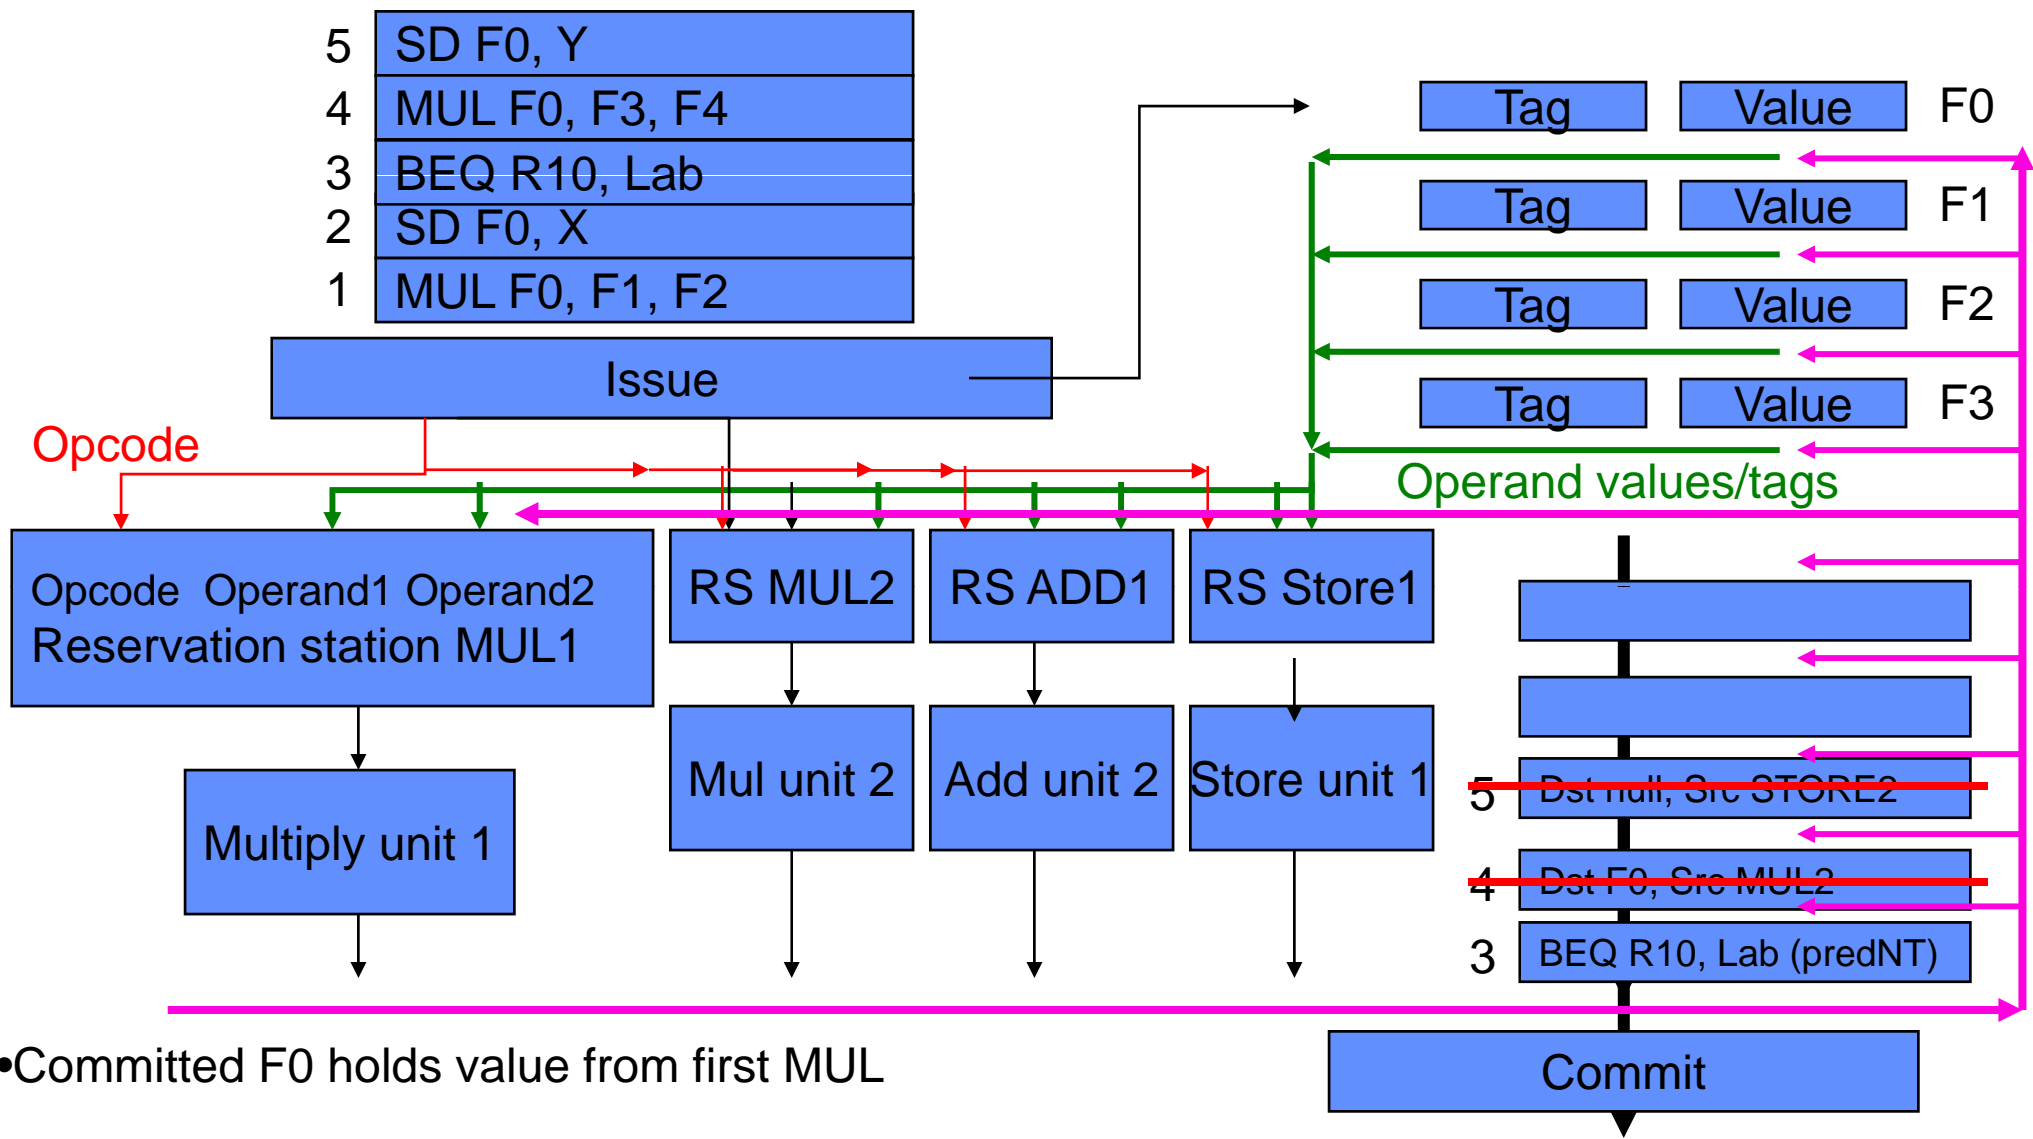 5 SD F0, Y
4 MUL F0, F3, F4
3 BEQ R10, Lab
2 SD F0, X
1 MUL F0, F1, F2
Issue
Tag Value F0
Tag Value F1
Tag Value F2
Tag Value F3
Opcode
Operand values/tags
Opcode Operand1 Operand2
Reservation station MUL1
RS MUL2
RS ADD1
RS Store1
Multiply unit 1
Mul unit 2
Add unit 2
Store unit 1
5 Dst null, Src STORE2
4 Dst F0, Src MUL2
3 BEQ R10, Lab (predNT)
Commit
•Committed F0 holds value from first MUL